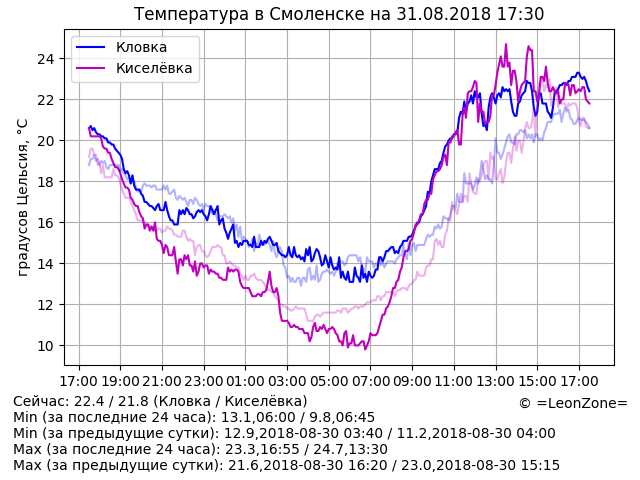 Температура в Смоленске на 31.08.2018 17:30
Кловка
Киселёвка
градусов Цельсия, °C
24
22
20
18
16
14
12
10
17:00 19:00 21:00 23:00 01:00 03:00 05:00 07:00 09:00 11:00 13:00 15:00 17:00
Сейчас: 22.4 / 21.8 (Кловка / Киселёвка)
© =LeonZone=
Min (за последние 24 часа): 13.1,06:00 / 9.8,06:45
Min (за предыдущие сутки): 12.9,2018-08-30 03:40 / 11.2,2018-08-30 04:00
Max (за последние 24 часа): 23.3,16:55 / 24.7,13:30
Max (за предыдущие сутки): 21.6,2018-08-30 16:20 / 23.0,2018-08-30 15:15